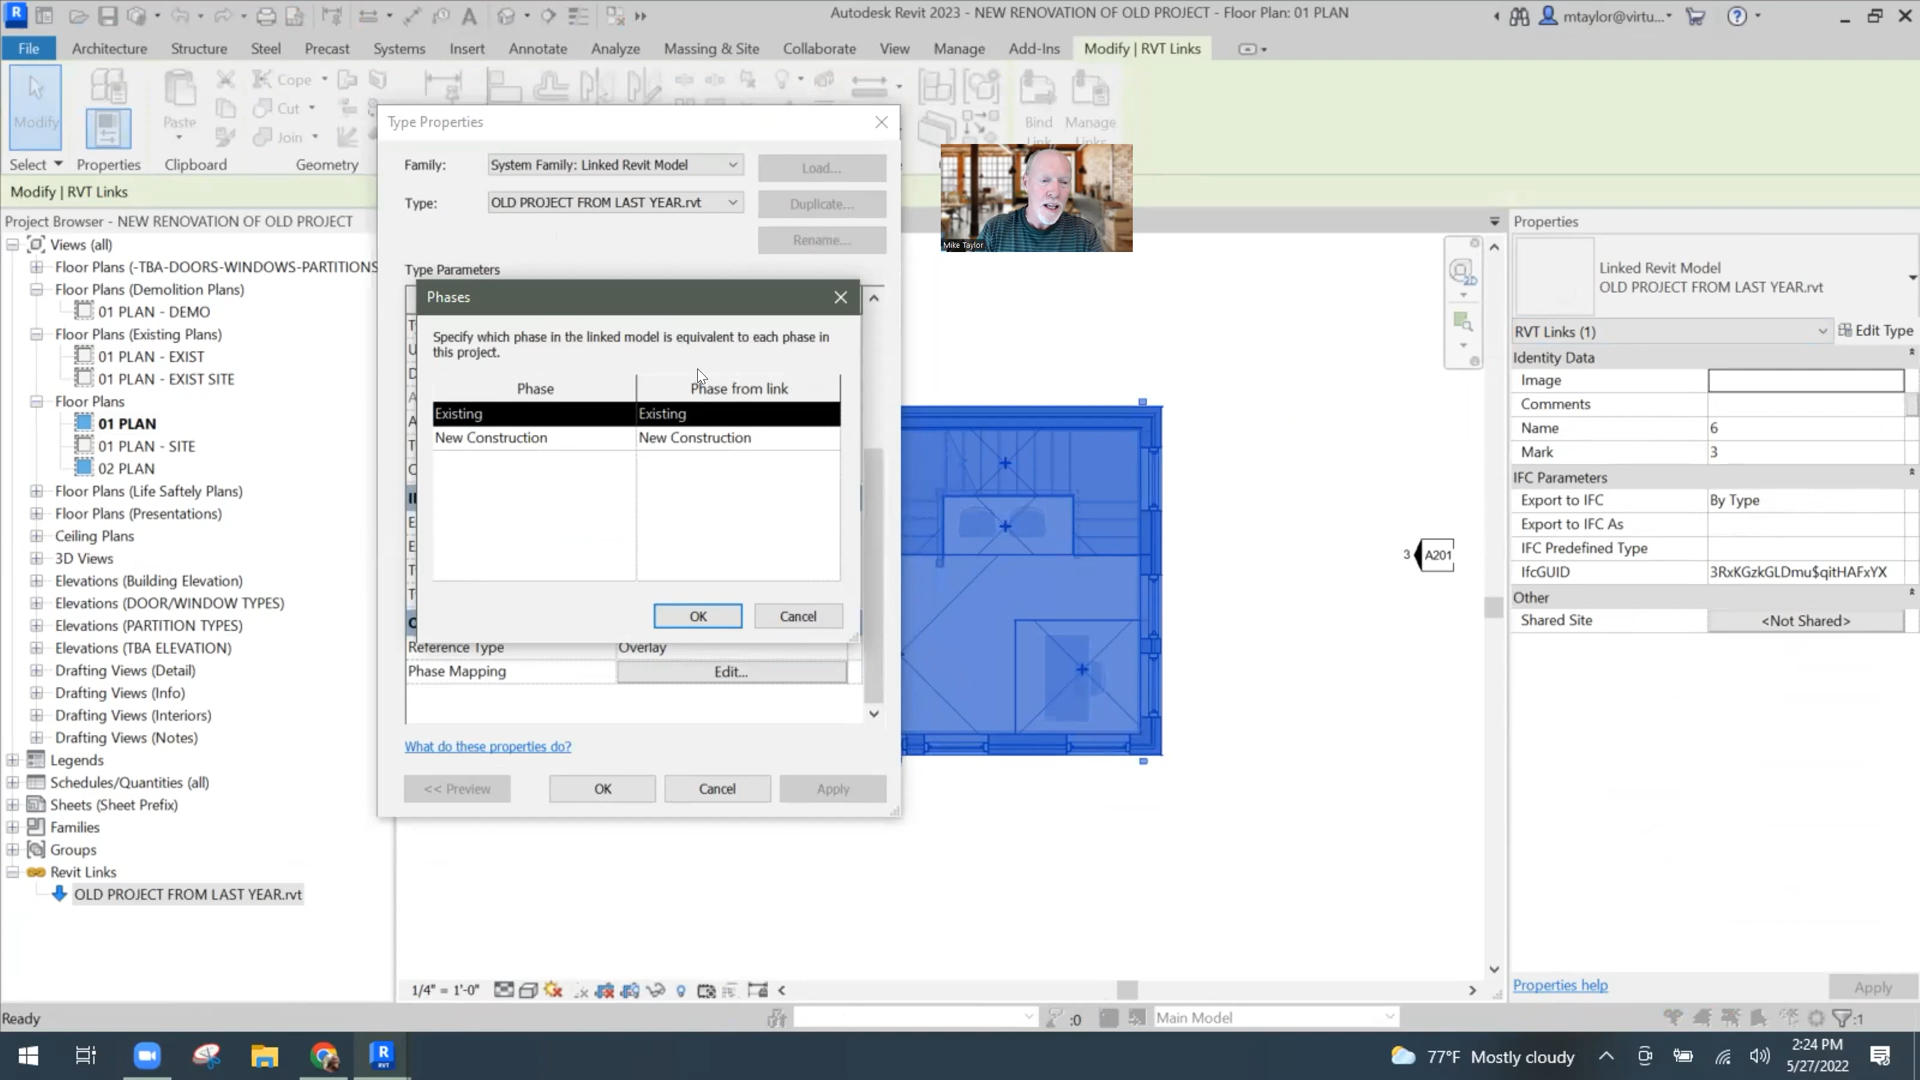 Autodesk Revit 2023 - NEW RENOVATION OF OLD PROJECT - Floor Plan: 01 PLAN
mtaylor@virtu...
File Architecture Structure Steel Precast Systems Insert Annotate Analyze Massing & Site Collaborate View Manage Add-Ins Modify | RVT Links
Modify
Paste
Cope
Cut
Join
Bind Link
Manage
Select
Properties
Clipboard
Geometry
Modify | RVT Links
Project Browser - NEW RENOVATION OF OLD PROJECT
Views (all)
Floor Plans (-TBA-DOORS-WINDOWS-PARTITIONS
Floor Plans (Demolition Plans)
01 PLAN - DEMO
Floor Plans (Existing Plans)
01 PLAN - EXIST
01 PLAN - EXIST SITE
Floor Plans
01 PLAN
01 PLAN - SITE
02 PLAN
Floor Plans (Life Saftely Plans)
Floor Plans (Presentations)
Ceiling Plans
3D Views
Elevations (Building Elevation)
Elevations (DOOR/WINDOW TYPES)
Elevations (PARTITION TYPES)
Elevations (TBA ELEVATION)
Drafting Views (Detail)
Drafting Views (Info)
Drafting Views (Interiors)
Drafting Views (Notes)
Legends
Schedules/Quantities (all)
Sheets (Sheet Prefix)
Families
Groups
Revit Links
OLD PROJECT FROM LAST YEAR.rvt
Type Properties
Family: System Family: Linked Revit Model Load...
Type: OLD PROJECT FROM LAST YEAR.rvt Duplicate...
Rename...
Type Parameters
Phases
Specify which phase in the linked model is equivalent to each phase in
this project.
Phase Phase from link
Existing Existing
New Construction New Construction
OK Cancel
Reference Type Overlay
Phase Mapping Edit...
What do these properties do?
<< Preview OK Cancel Apply
Mike Taylor
3 A201
Properties
Linked Revit Model
OLD PROJECT FROM LAST YEAR.rvt
RVT Links (1) Edit Type
Identity Data
Image
Comments
Name 6
Mark 3
IFC Parameters
Export to IFC By Type
Export to IFC As
IFC Predefined Type
IfcGUID 3RxKGzkGLDmu$qitHAFxYX
Other
Shared Site <Not Shared>
Properties help Apply
1/4" = 1'-0"
Ready
:0
Main Model
:1
77°F Mostly cloudy
2:24 PM
5/27/2022